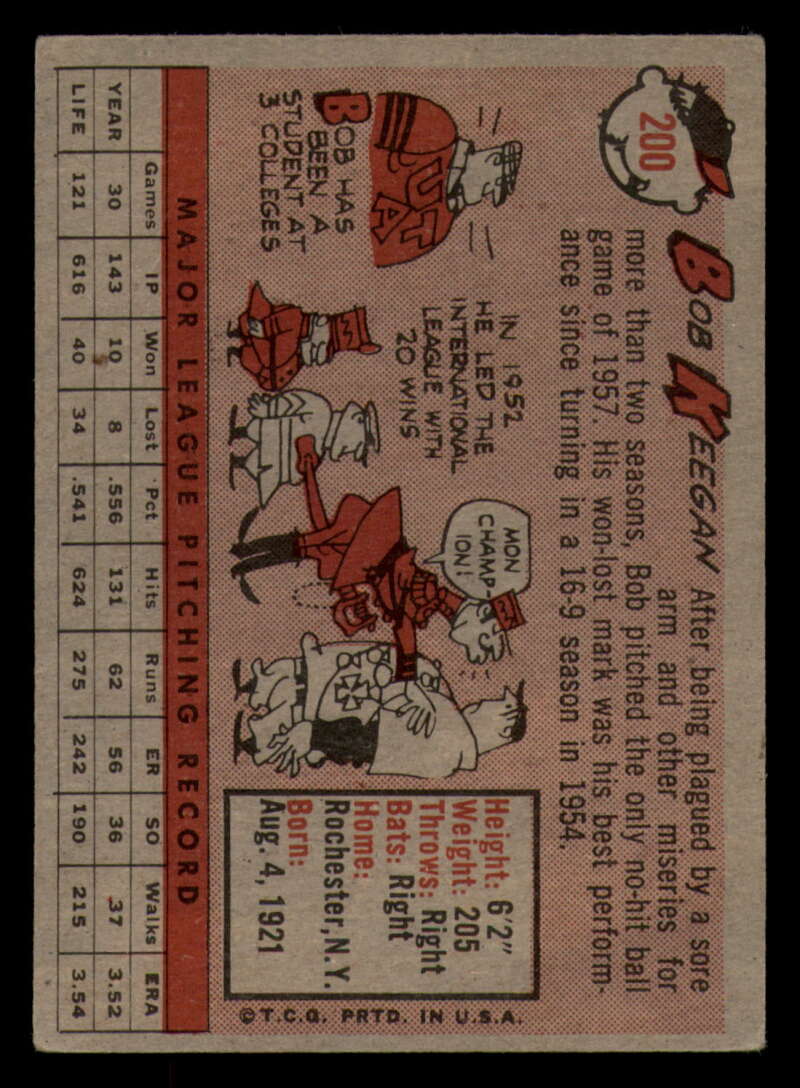 200
BOB KEEGAN After being plagued by a sore
arm and other miseries for
more than two seasons, Bob pitched the only no-hit ball
game of 1957. His won-lost mark was his best perform-
ance since turning in a 16-9 season in 1954.
UTA
BOB HAS
BEEN A
STUDENT AT
3 COLLEGES
IN 1952
HE LED THE
INTERNATIONAL
LEAGUE WITH
20 WINS
MON
CHAMP-
ION!
Height: 6'2"
Weight: 205
Throws: Right
Bats: Right
Home:
Rochester, N.Y.
Born:
Aug. 4, 1921
©T.C.G. PRTD. IN U.S.A.
MAJOR LEAGUE PITCHING RECORD
Games IP Won Lost Pct Hits Runs ER SO Walks ERA
YEAR 30 143 10 8 .556 131 62 56 36 37 3.52
LIFE 121 616 40 34 .541 624 275 242 190 215 3.54